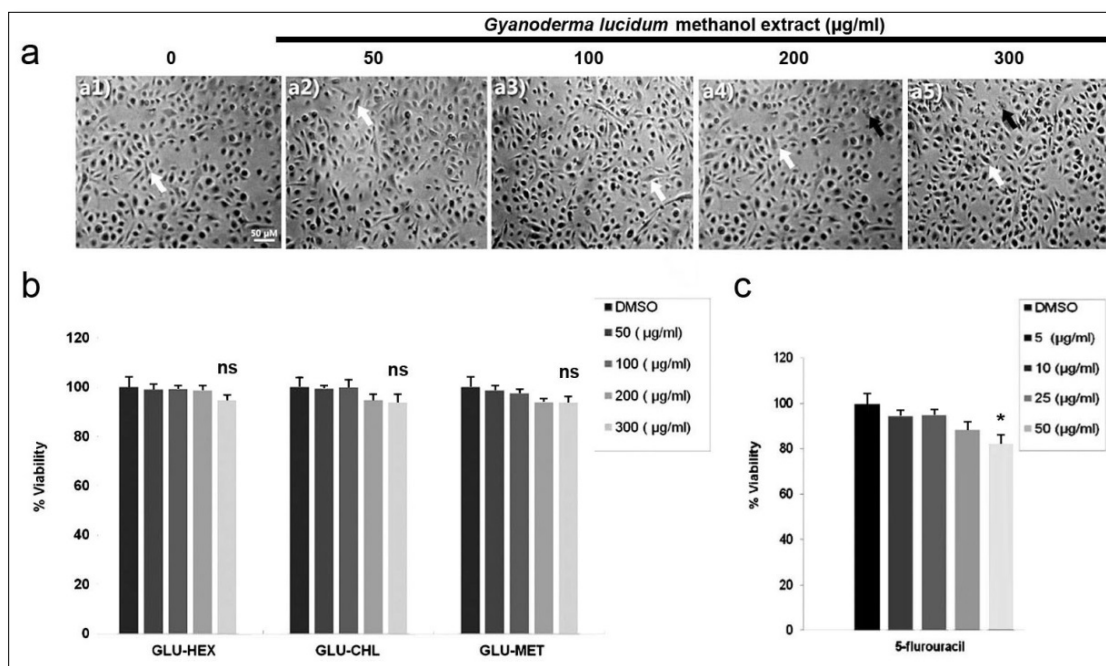 Gyanoderma lucidum methanol extract (µg/ml)
a
0 50 100 200 300
a1) a2) a3) a4) a5)
50 µM
b
DMSO
50 ( µg/ml)
100 ( µg/ml)
200 ( µg/ml)
300 ( µg/ml)
120
100
80
60
40
20
0
% Viability
ns ns ns
GLU-HEX GLU-CHL GLU-MET
c
DMSO
5 (µg/ml)
10 (µg/ml)
25 (µg/ml)
50 (µg/ml)
120
100
80
60
40
20
0
% Viability
*
5-flurouracil